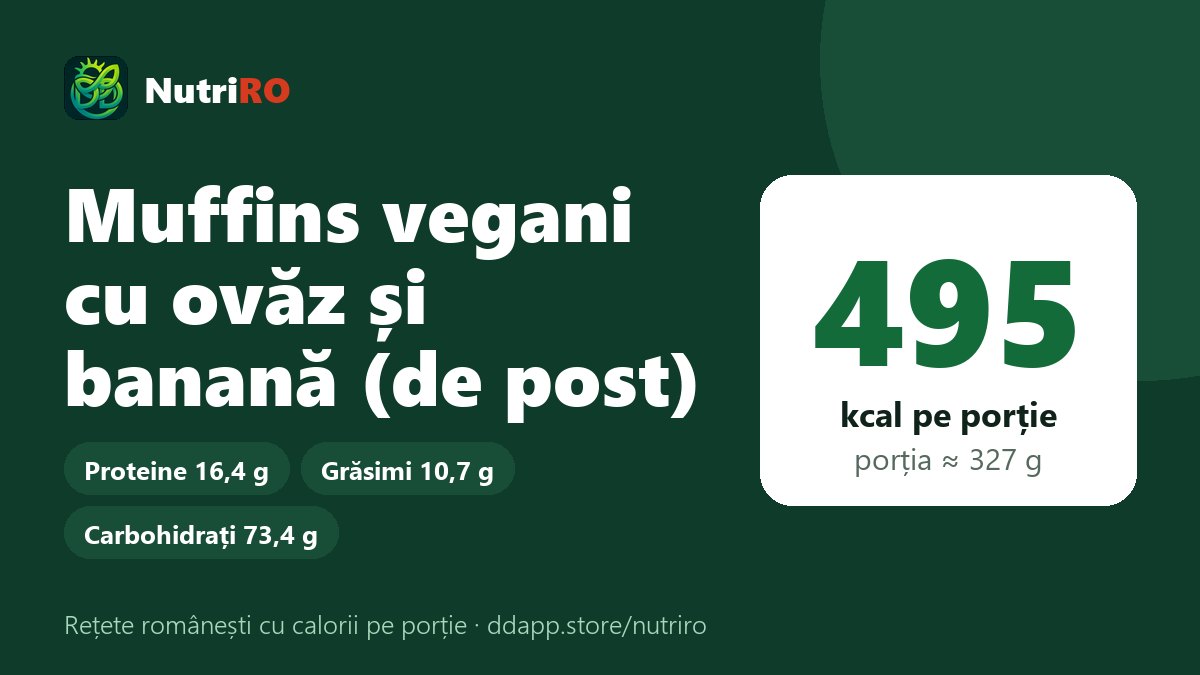 NutriRO
Muffins vegani
cu ovăz și
banană (de post)
Proteine 16,4 g
Grăsimi 10,7 g
Carbohidrați 73,4 g
495
kcal pe porție
porția ≈ 327 g
Rețete românești cu calorii pe porție · ddapp.store/nutriro